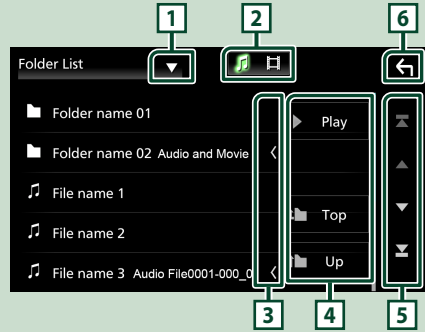 1 2 6
Folder List
Folder name 01
Play
Folder name 02 Audio and Movie
File name 1
Top
File name 2
Up
File name 3 Audio File0001-000_0
3 4 5